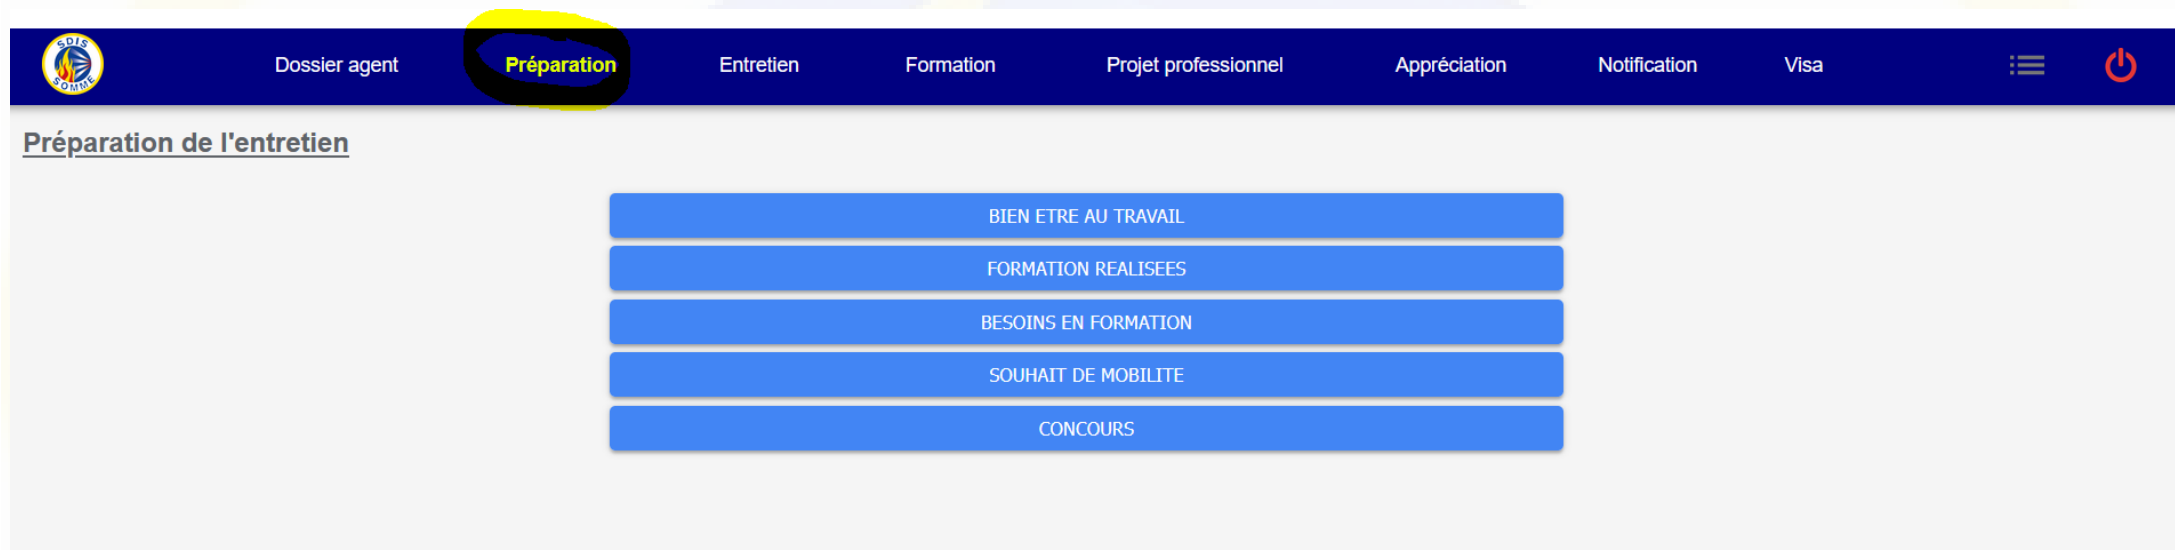 SDIS
SOMME
Dossier agent Préparation Entretien Formation Projet professionnel Appréciation Notification Visa
Préparation de l'entretien
BIEN ETRE AU TRAVAIL
FORMATION REALISEES
BESOINS EN FORMATION
SOUHAIT DE MOBILITE
CONCOURS